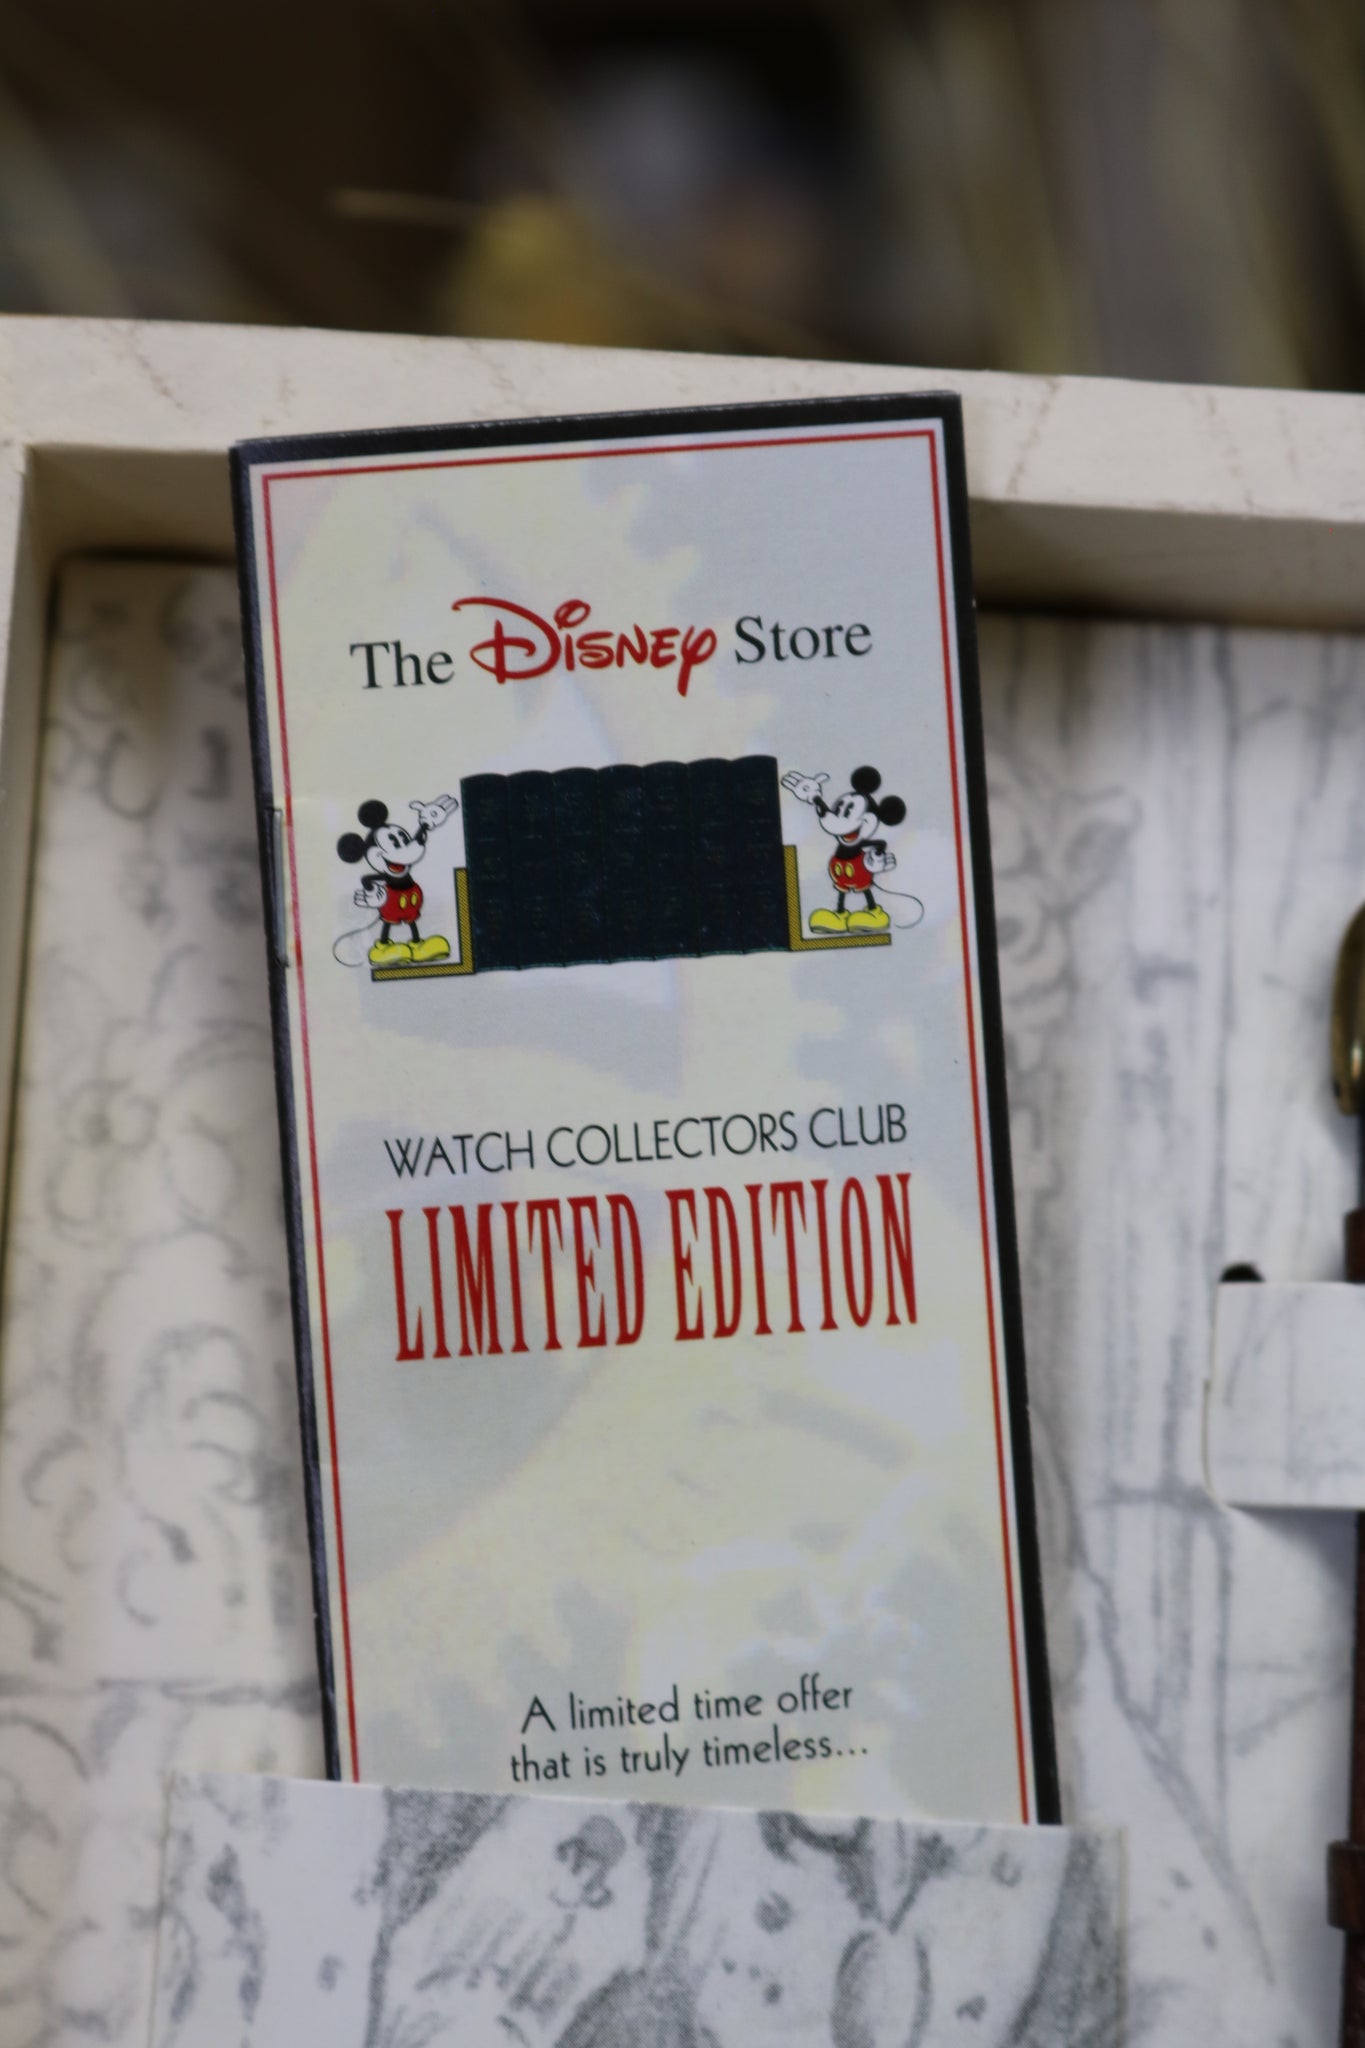 The Disney Store
WATCH COLLECTORS CLUB
LIMITED EDITION
A limited time offer
that is truly timeless...